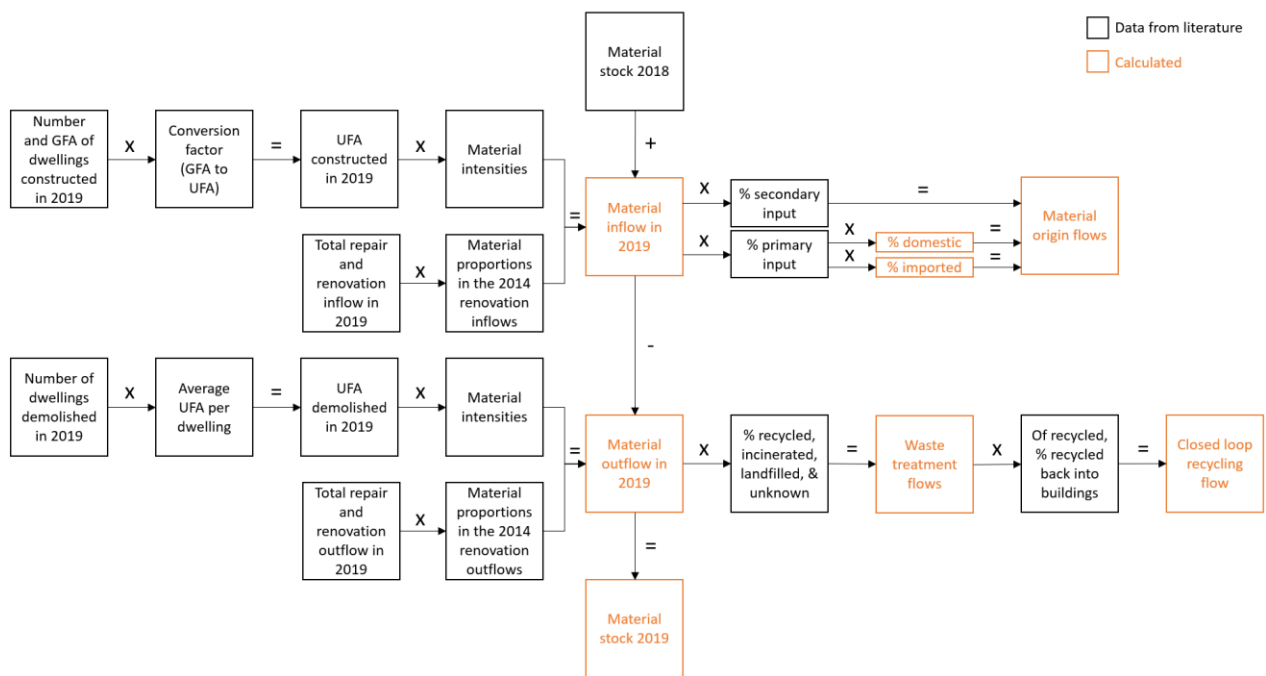 Data from literature
Calculated
Material
stock 2018
+
Number
and GFA of
dwellings
constructed
in 2019
X
Conversion
factor
(GFA to
UFA)
=
UFA
constructed
in 2019
X
Material
intensities
=
Total repair
and
renovation
inflow in
2019
X
Material
proportions
in the 2014
renovation
inflows
Material
inflow in
2019
X
% secondary
input
=
X
% primary
input
X
% domestic
=
X
% imported
=
Material
origin flows
-
Number of
dwellings
demolished
in 2019
X
Average
UFA per
dwelling
=
UFA
demolished
in 2019
X
Material
intensities
=
Total repair
and
renovation
outflow in
2019
X
Material
proportions
in the 2014
renovation
outflows
Material
outflow in
2019
X
% recycled,
incinerated,
landfilled, &
unknown
=
Waste
treatment
flows
X
Of recycled,
% recycled
back into
buildings
=
Closed loop
recycling
flow
=
Material
stock 2019